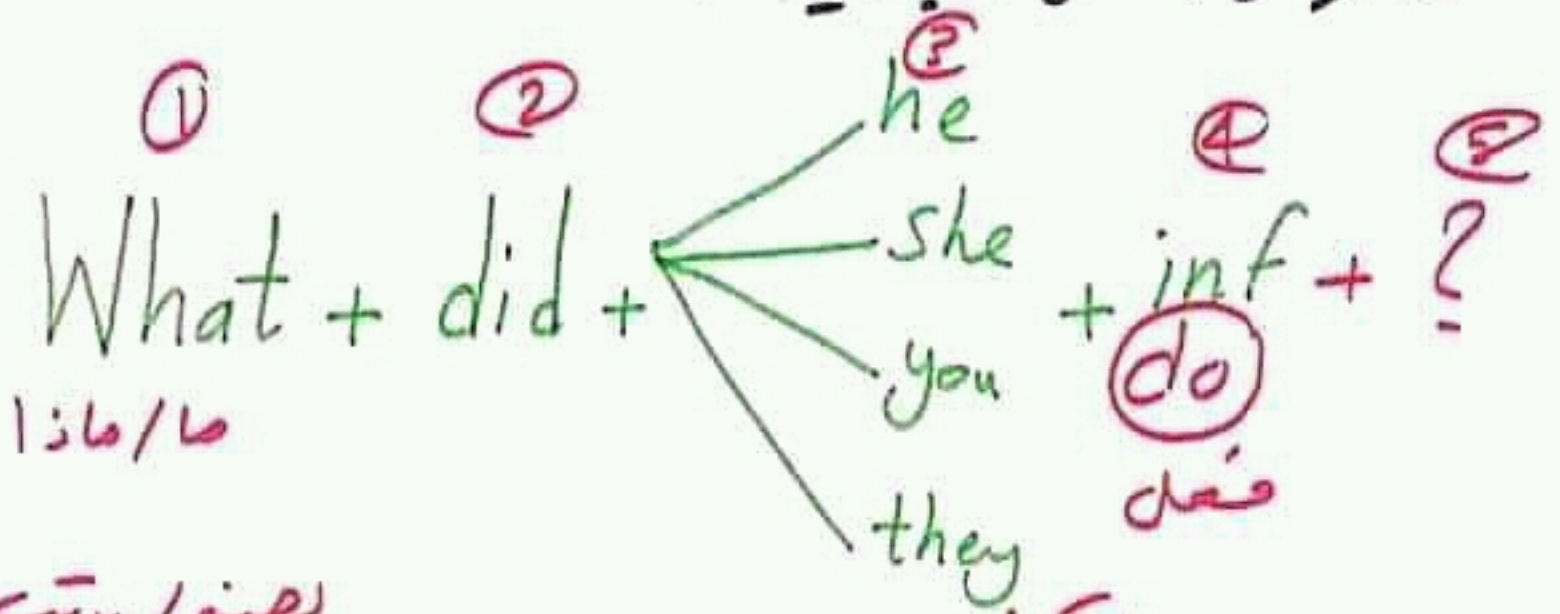 ① ② ③ ④ ⑤
What + did + he + inf + ?
she
you
they
do
ما/ماذا
فعل